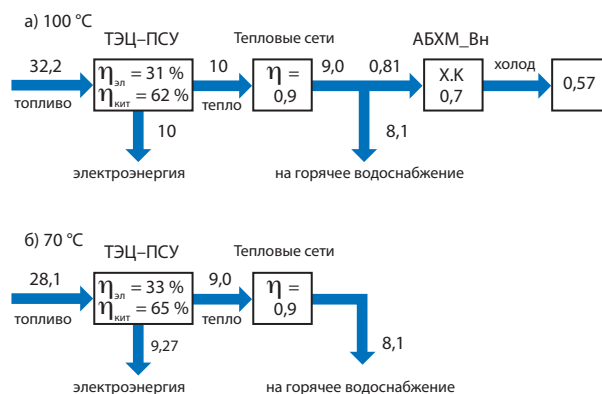 а) 100 °C
ТЭЦ–ПСУ
Тепловые сети
АБХМ_Вн
32,2
топливо
η эл = 31 %
η кит = 62 %
10
тепло
η =
0,9
9,0
0,81
Х.К
0,7
холод
0,57
10
8,1
электроэнергия
на горячее водоснабжение
б) 70 °C
ТЭЦ–ПСУ
Тепловые сети
28,1
топливо
η эл = 33 %
η кит = 65 %
9,0
тепло
η =
0,9
9,27
8,1
электроэнергия
на горячее водоснабжение